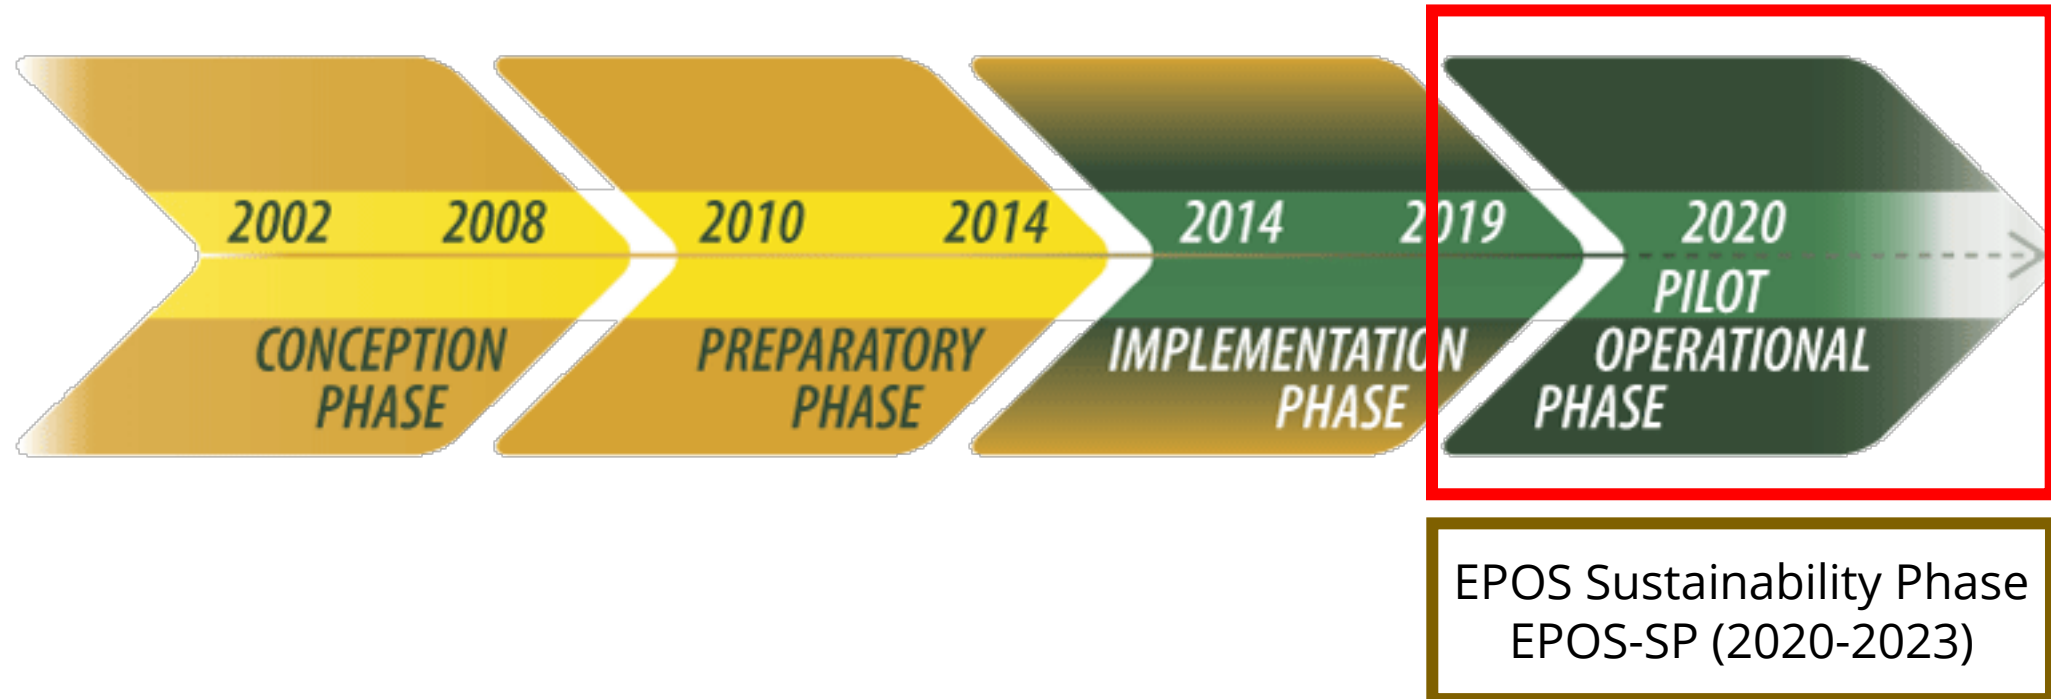 2002 2008
CONCEPTION
PHASE
2010 2014
PREPARATORY
PHASE
2014 2019
IMPLEMENTATION
PHASE
2020
PILOT
OPERATIONAL
PHASE
EPOS Sustainability Phase
EPOS-SP (2020-2023)